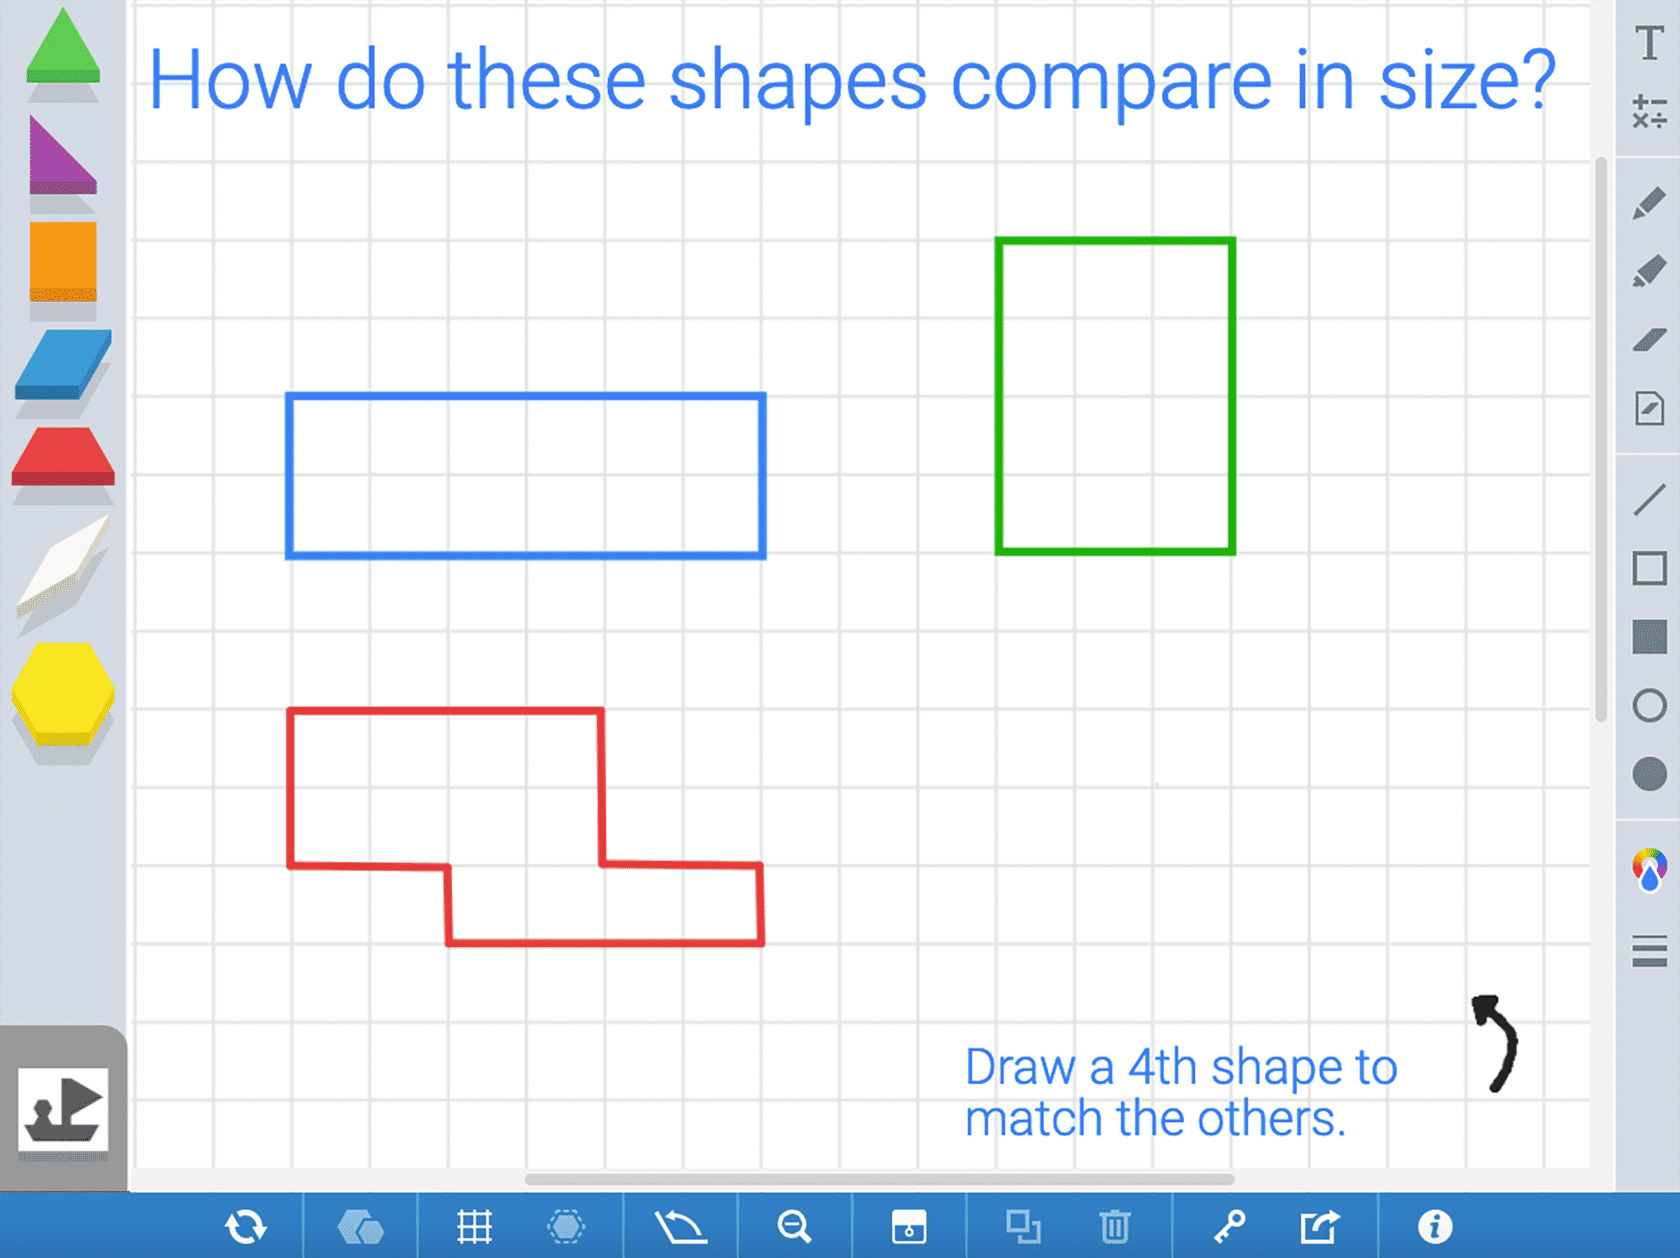 How do these shapes compare in size?
Draw a 4th shape to
match the others.